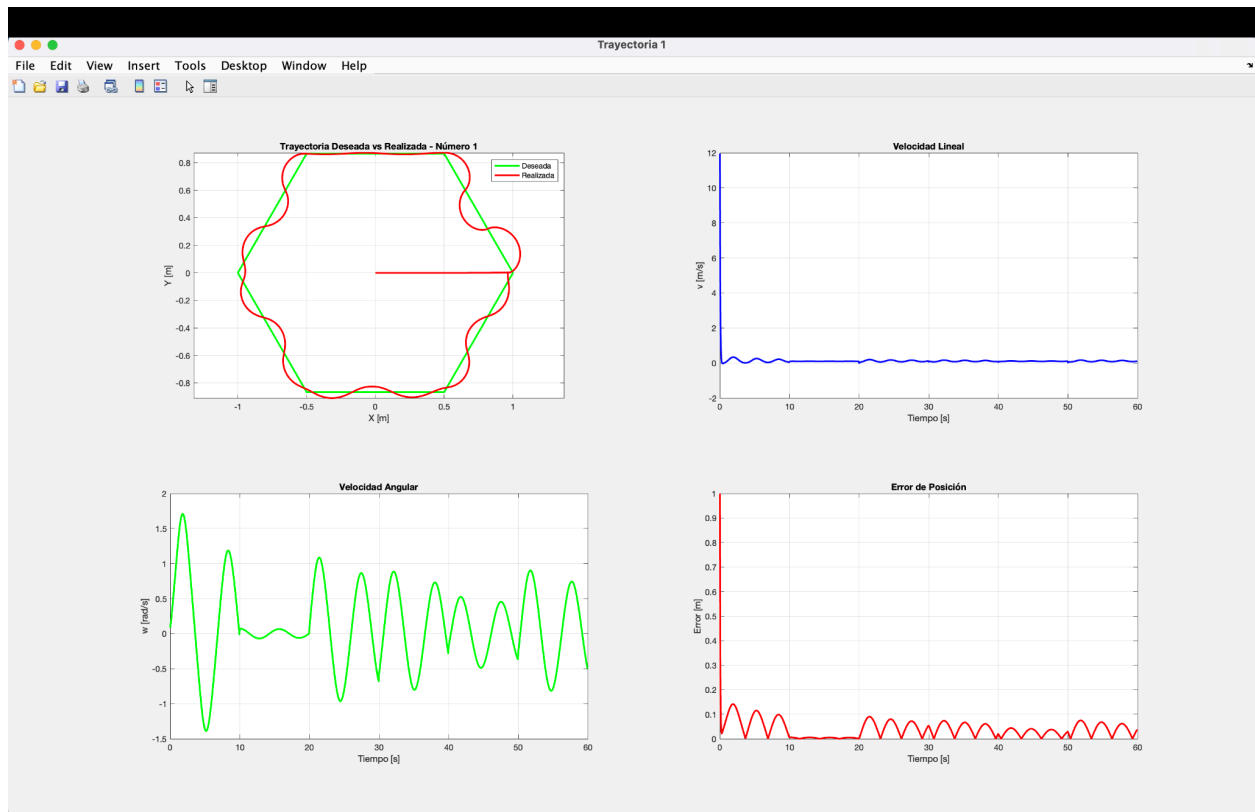 Trayectoria 1
File Edit View Insert Tools Desktop Window Help
Trayectoria Deseada vs Realizada - Número 1
Deseada
Realizada
0.8
0.6
0.4
0.2
0
-0.2
-0.4
-0.6
-0.8
Y [m]
-1 -0.5 0 0.5 1
X [m]
Velocidad Lineal
12
10
8
6
4
2
0
-2
v [m/s]
0 10 20 30 40 50 60
Tiempo [s]
Velocidad Angular
2
1.5
1
0.5
0
-0.5
-1
-1.5
w [rad/s]
0 10 20 30 40 50 60
Tiempo [s]
Error de Posición
1
0.9
0.8
0.7
0.6
0.5
0.4
0.3
0.2
0.1
0
Error [m]
0 10 20 30 40 50 60
Tiempo [s]